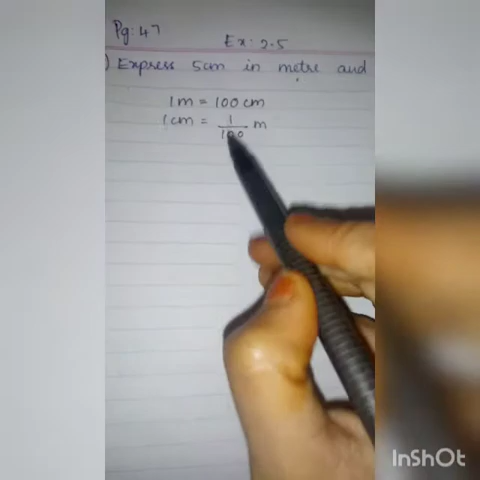 Pg: 47
Ex: 2.5
) Express 5cm in metre and
1m = 100 cm
1cm = 1/100 m
InShOt